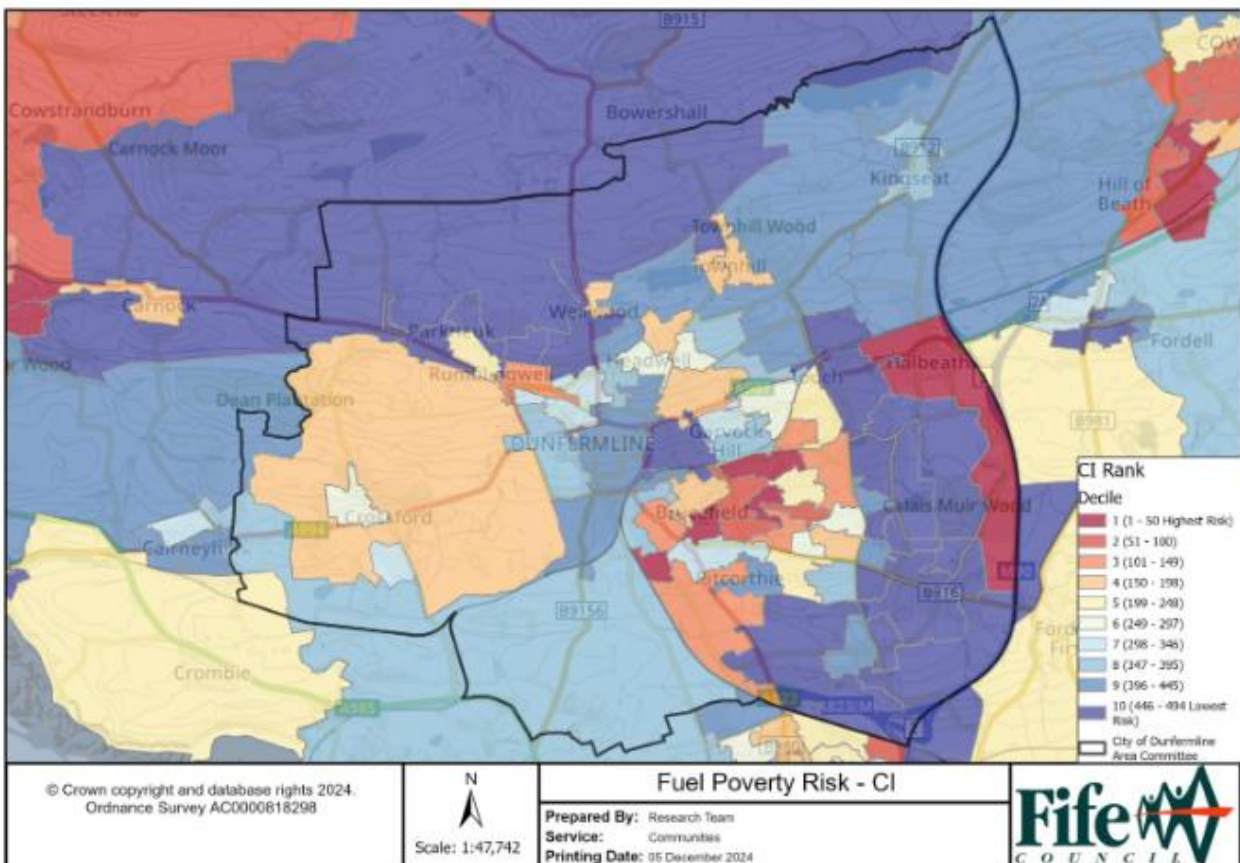 B915
Cowstrandburn
Carnock Moor
Bowershall
B912
Kingseat
Hill of
Beath
Townhill Wood
Townhill
Carnock
Wellwood
Parkneuk
Headwell
Halbeath
Fordell
Rumblingwell
Dean Plantation
B981
DUNFERMLINE
Garvock
Hill
Calais Muir Wood
Crossford
Cairneyhill
Pitcorthie
B916
B9156
Crombie
A985
CI Rank
Decile
1 (1 - 50 Highest Risk)
2 (51 - 100)
3 (101 - 149)
4 (150 - 198)
5 (199 - 248)
6 (249 - 297)
7 (298 - 346)
8 (347 - 395)
9 (396 - 445)
10 (446 - 494 Lowest
Risk)
City of Dunfermline
Area Committee
© Crown copyright and database rights 2024.
Ordnance Survey AC0000818298
N
Scale: 1:47,742
Fuel Poverty Risk - CI
Prepared By: Research Team
Service: Communities
Printing Date: 05 December 2024
Fife
COUNCIL